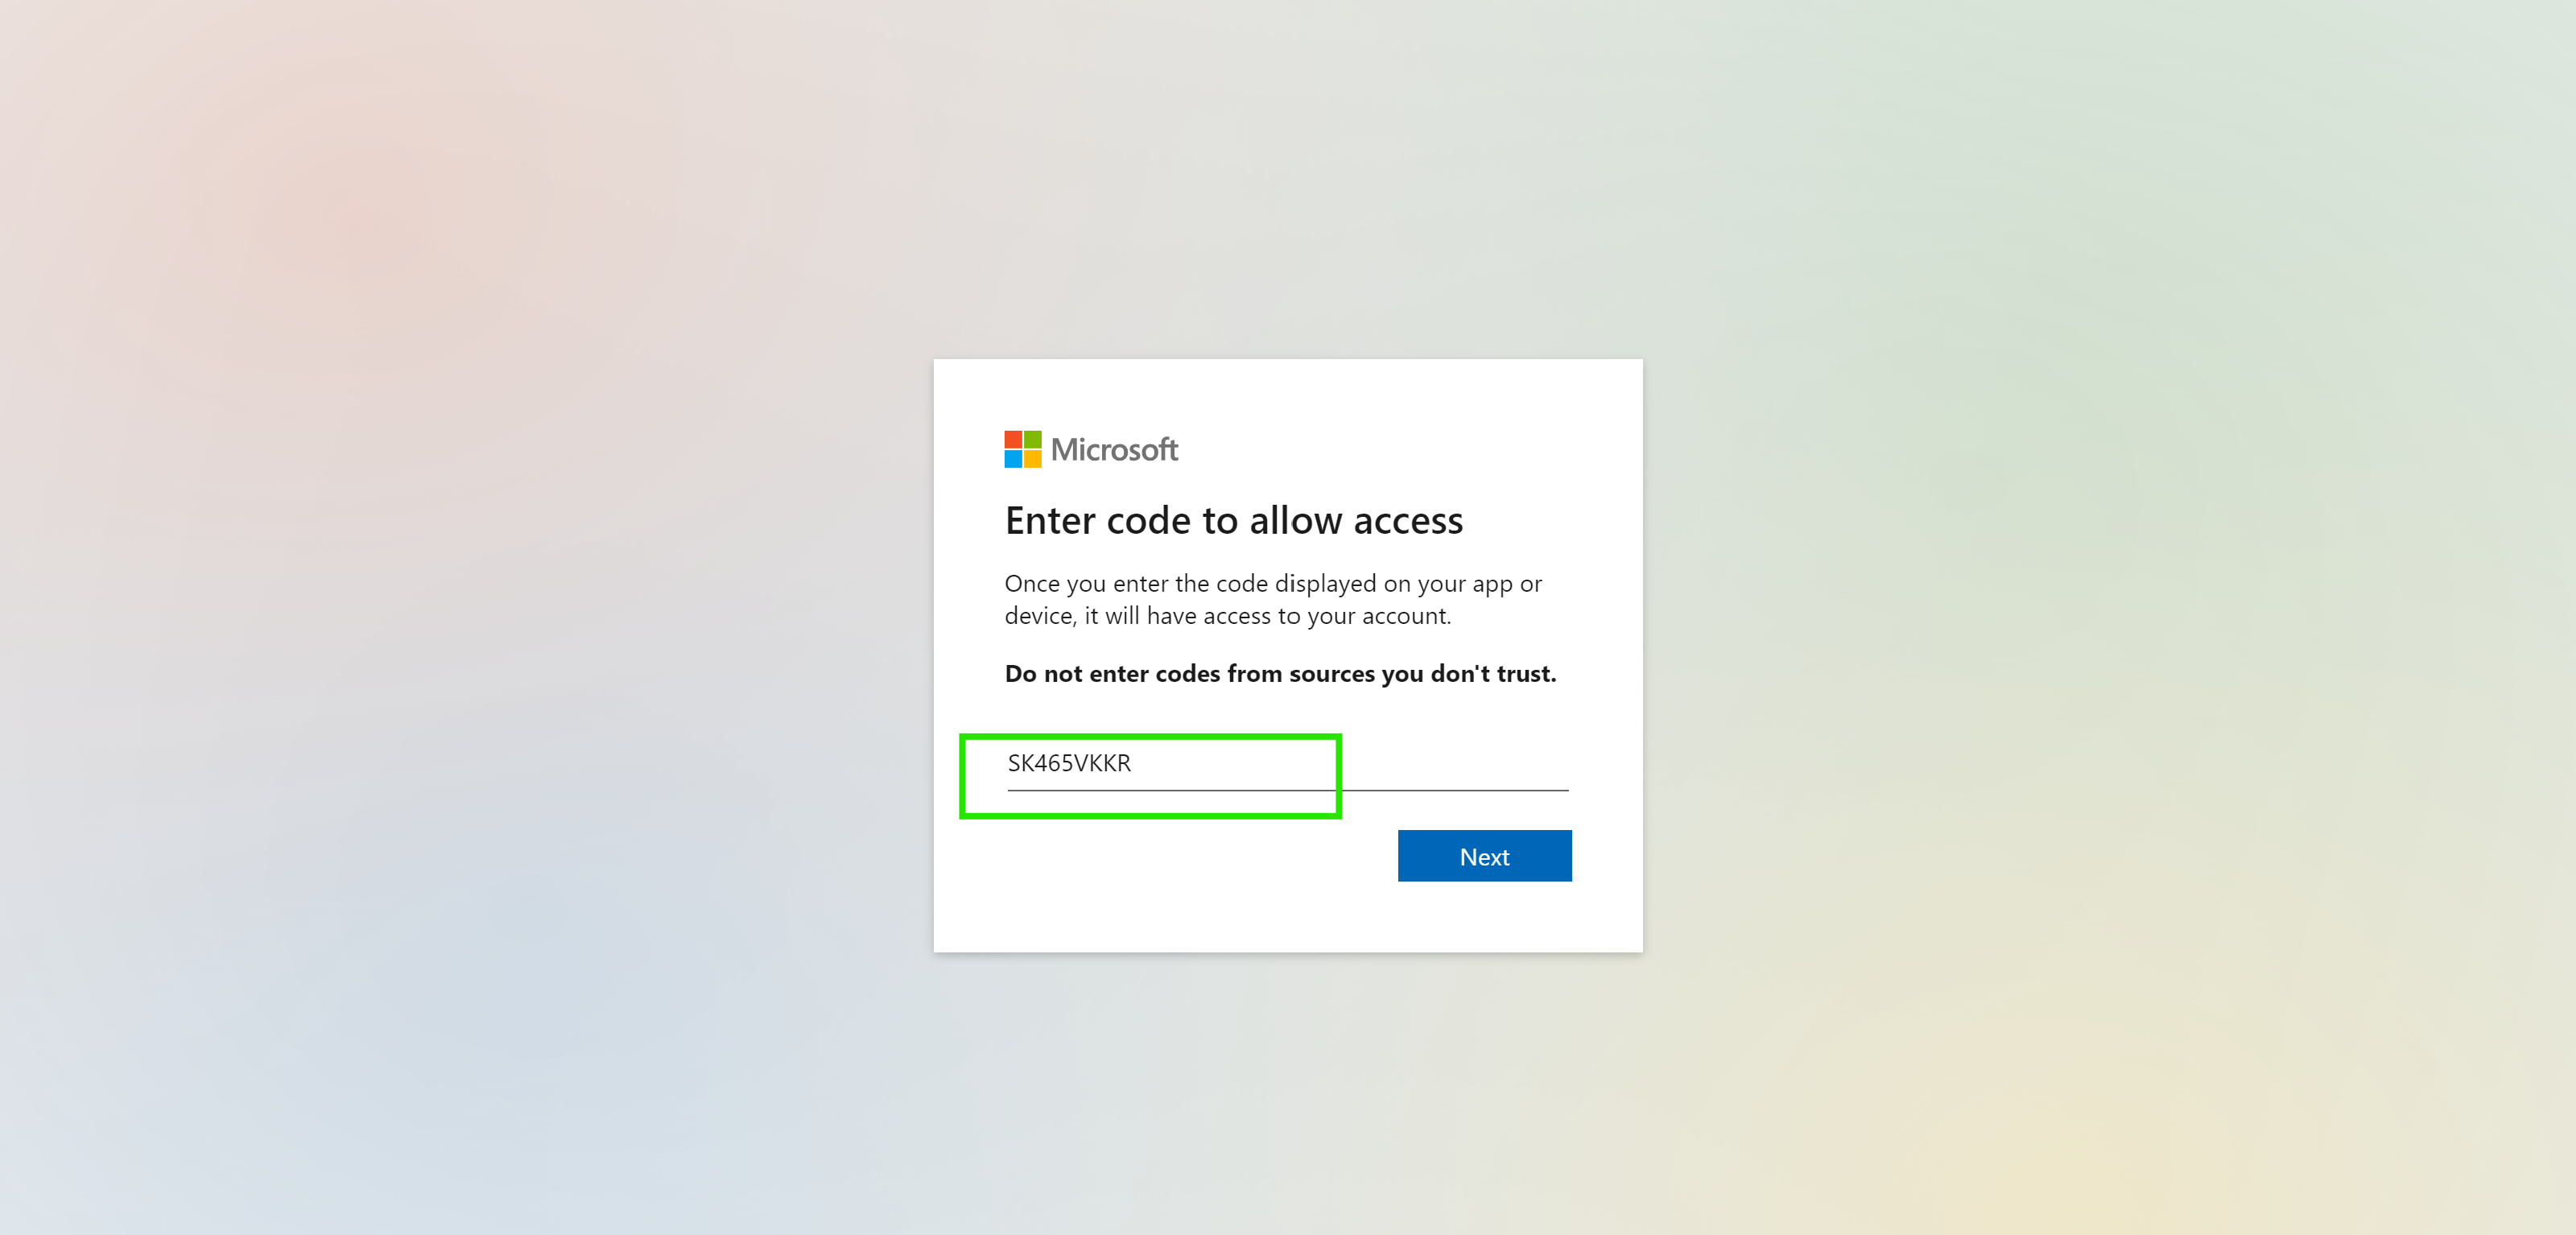 Microsoft
Enter code to allow access
Once you enter the code displayed on your app or
device, it will have access to your account.
Do not enter codes from sources you don't trust.
SK465VKKR
Next